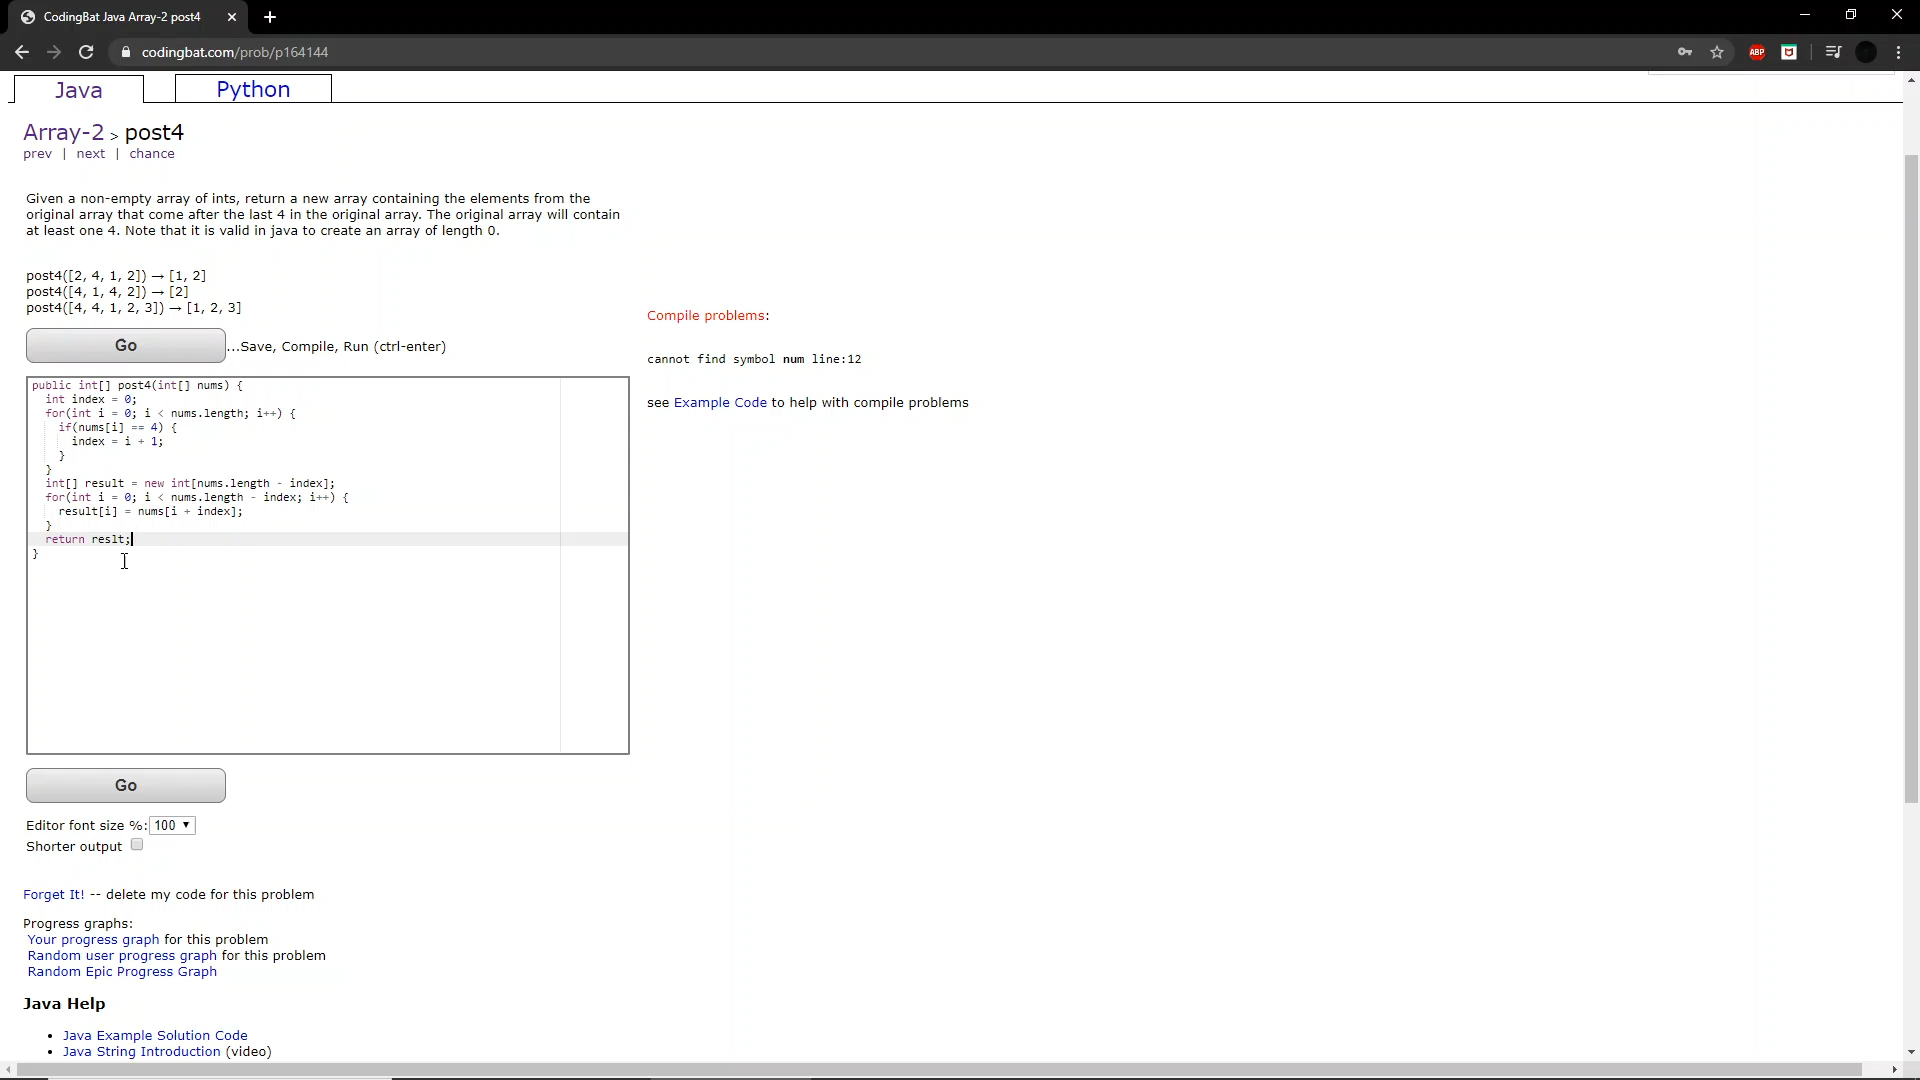 CodingBat Java Array-2 post4
codingbat.com/prob/p164144
ABP
Java
Python
Array-2 > post4
prev | next | chance
Given a non-empty array of ints, return a new array containing the elements from the
original array that come after the last 4 in the original array. The original array will contain
at least one 4. Note that it is valid in java to create an array of length 0.
post4([2, 4, 1, 2]) → [1, 2]
post4([4, 1, 4, 2]) → [2]
post4([4, 4, 1, 2, 3]) → [1, 2, 3]
Go
...Save, Compile, Run (ctrl-enter)
public int[] post4(int[] nums) {
int index = 0;
for(int i = 0; i < nums.length; i++) {
if(nums[i] == 4) {
index = i + 1;
}
}
int[] result = new int[nums.length - index];
for(int i = 0; i < nums.length - index; i++) {
result[i] = nums[i + index];
}
return reslt;
}
Compile problems:
cannot find symbol num line:12
see Example Code to help with compile problems
Go
Editor font size %: 100
Shorter output
Forget It! -- delete my code for this problem
Progress graphs:
Your progress graph for this problem
Random user progress graph for this problem
Random Epic Progress Graph
Java Help
• Java Example Solution Code
• Java String Introduction (video)